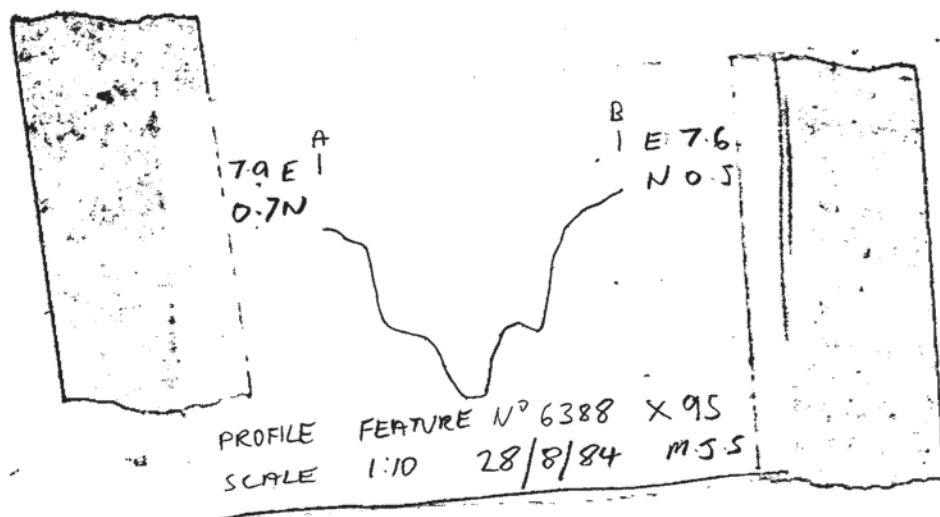 A
7.9 E
0.7N
B
E 7.6
N 0.5
PROFILE FEATURE Nº 6388 X 95
SCALE 1:10 28/8/84 M.J.S